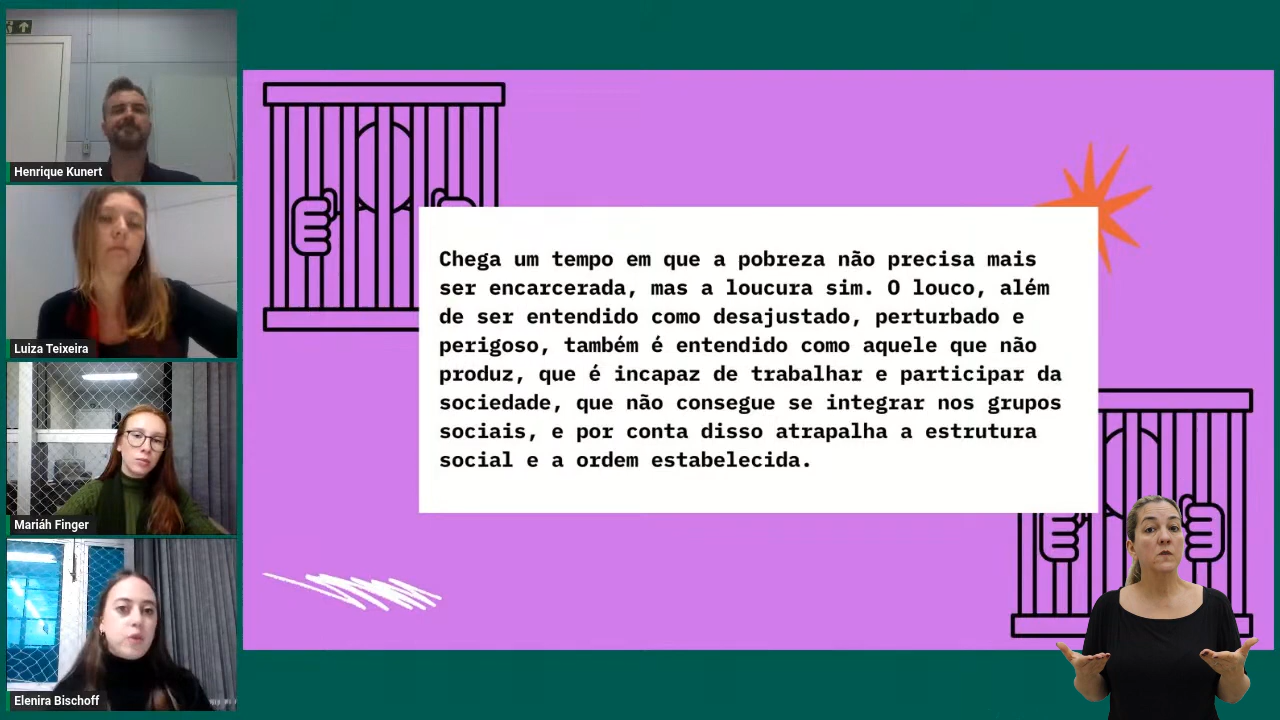 Henrique Kunert
Luiza Teixeira
Mariáh Finger
Elenira Bischoff
Chega um tempo em que a pobreza não precisa mais
ser encarcerada, mas a loucura sim. O louco, além
de ser entendido como desajustado, perturbado e
perigoso, também é entendido como aquele que não
produz, que é incapaz de trabalhar e participar da
sociedade, que não consegue se integrar nos grupos
sociais, e por conta disso atrapalha a estrutura
social e a ordem estabelecida.